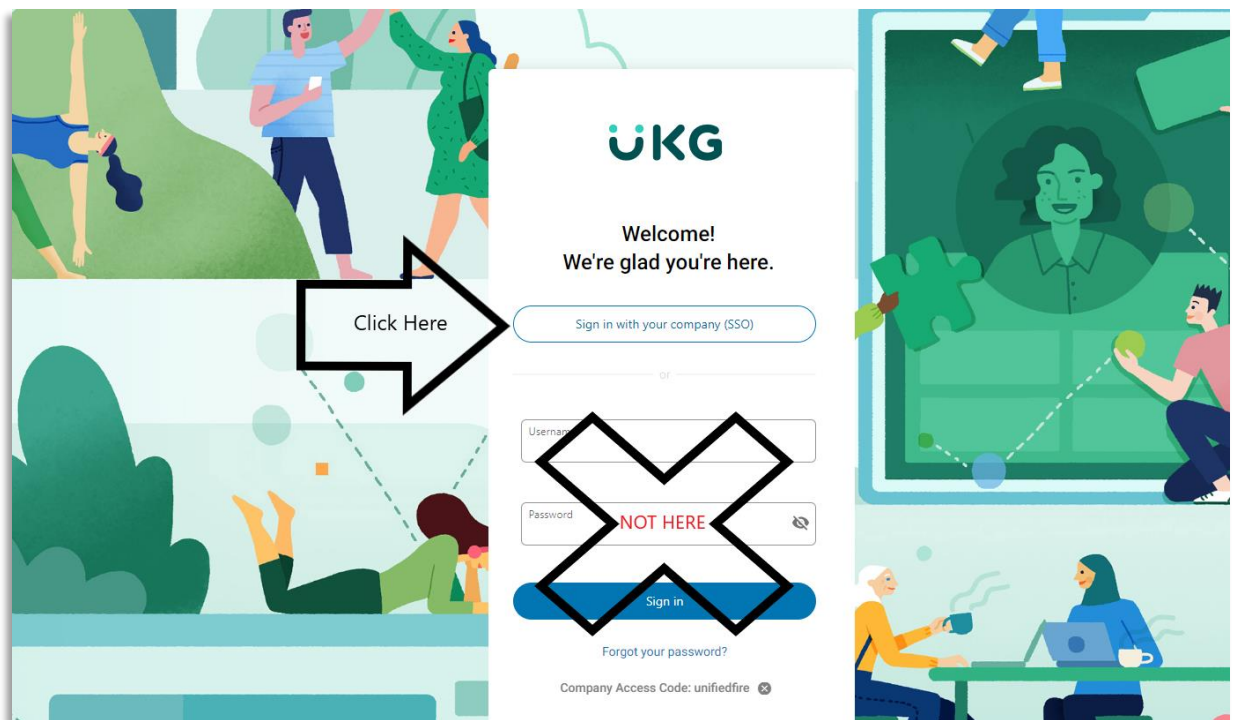 UKG
Welcome!
We're glad you're here.
Click Here
Sign in with your company (SSO)
or
Usernam
Password
NOT HERE
Sign in
Forgot your password?
Company Access Code: unifiedfire